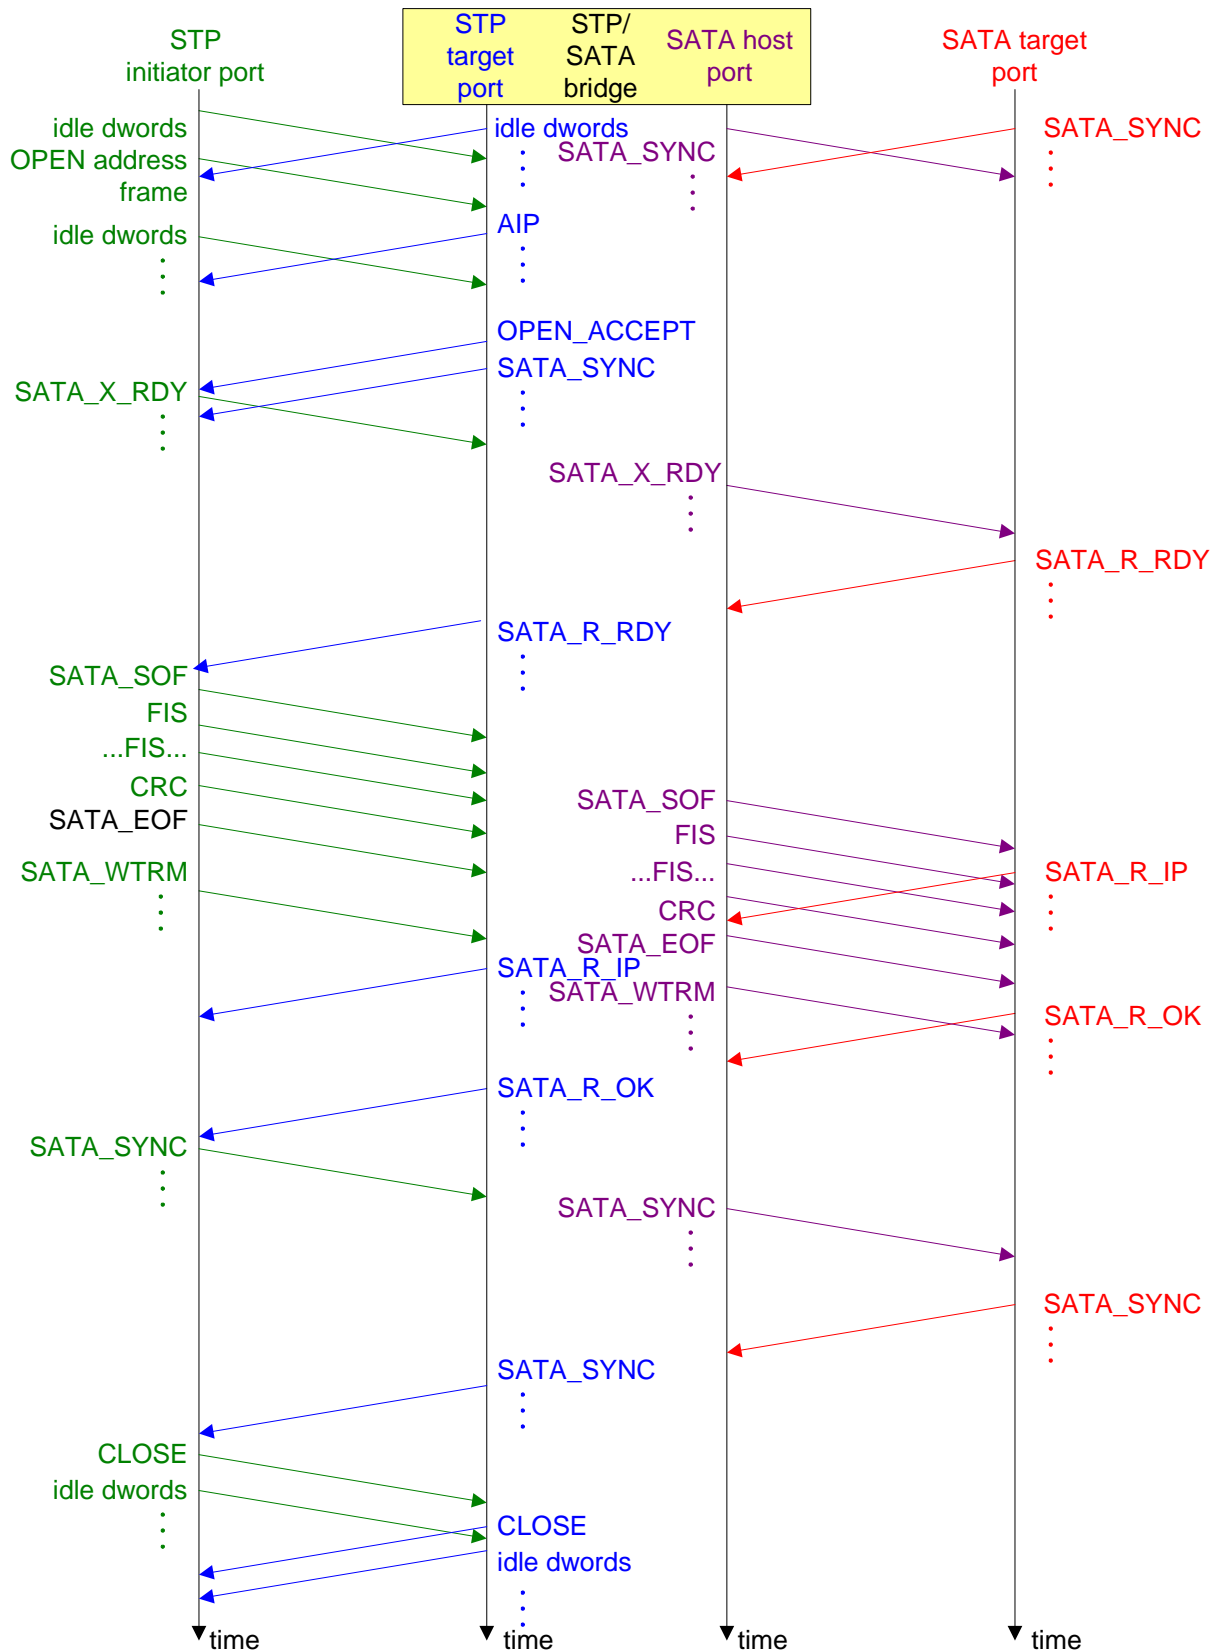 STP
initiator port
STP
target
port
STP/
SATA
bridge
SATA host
port
SATA target
port
idle dwords
idle dwords
SATA_SYNC
SATA_SYNC
OPEN address
frame
AIP
idle dwords
OPEN_ACCEPT
SATA_SYNC
SATA_X_RDY
SATA_X_RDY
SATA_R_RDY
SATA_R_RDY
SATA_SOF
FIS
...FIS...
CRC
SATA_SOF
SATA_EOF
FIS
SATA_WTRM
...FIS...
SATA_R_IP
CRC
SATA_EOF
SATA_R_IP
SATA_WTRM
SATA_R_OK
SATA_R_OK
SATA_SYNC
SATA_SYNC
SATA_SYNC
SATA_SYNC
CLOSE
idle dwords
CLOSE
idle dwords
time
time
time
time